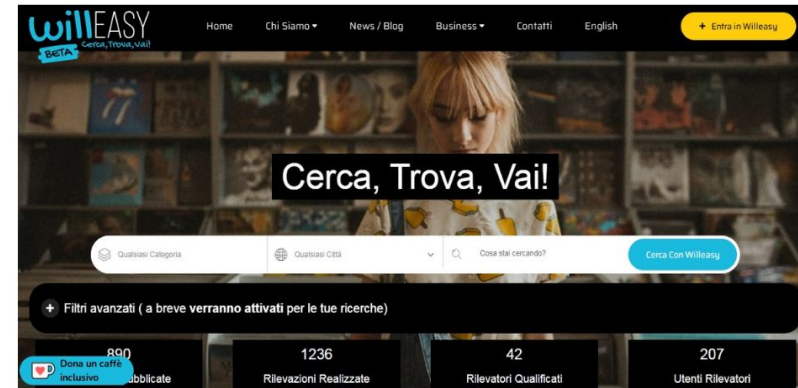 willEASY
Cerca,Trova,Vai!
BETA
Home
Chi Siamo
News / Blog
Business
Contatti
English
+ Entra in Willeasy
Cerca, Trova, Vai!
Qualsiasi Categoria
Qualsiasi Città
Cosa stai cercando?
Cerca Con Willeasy
+ Filtri avanzati ( a breve verranno attivati per le tue ricerche)
890
1236
42
207
Dona un caffè
inclusivo
bblicate
Rilevazioni Realizzate
Rilevatori Qualificati
Utenti Rilevatori